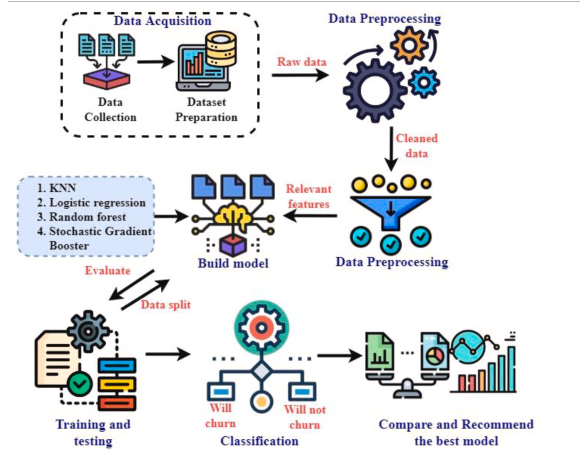 Data Acquisition
Data
Collection
Dataset
Preparation
Raw data
Data Preprocessing
Cleaned
data
1. KNN
2. Logistic regression
3. Random forest
4. Stochastic Gradient
Booster
Build model
Relevant
features
Data Preprocessing
Evaluate
Data split
Training and
testing
Will
churn
Will not
churn
Classification
Compare and Recommend
the best model